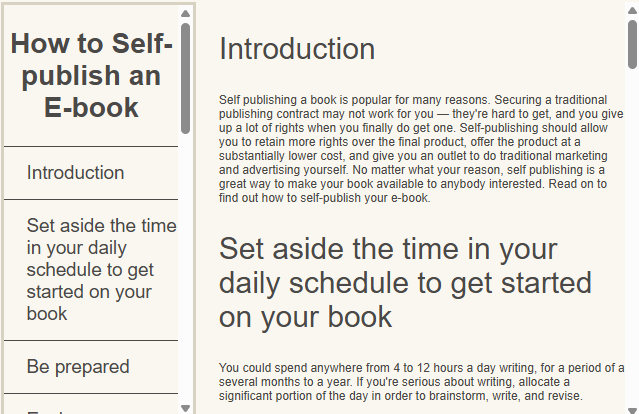 How to Self-
publish an
E-book
Introduction
Set aside the time
in your daily
schedule to get
started on your
book
Be prepared
Introduction
Self publishing a book is popular for many reasons. Securing a traditional
publishing contract may not work for you — they're hard to get, and you give
up a lot of rights when you finally do get one. Self-publishing should allow
you to retain more rights over the final product, offer the product at a
substantially lower cost, and give you an outlet to do traditional marketing
and advertising yourself. No matter what your reason, self publishing is a
great way to make your book available to anybody interested. Read on to
find out how to self-publish your e-book.
Set aside the time in your
daily schedule to get started
on your book
You could spend anywhere from 4 to 12 hours a day writing, for a period of a
several months to a year. If you're serious about writing, allocate a
significant portion of the day in order to brainstorm, write, and revise.